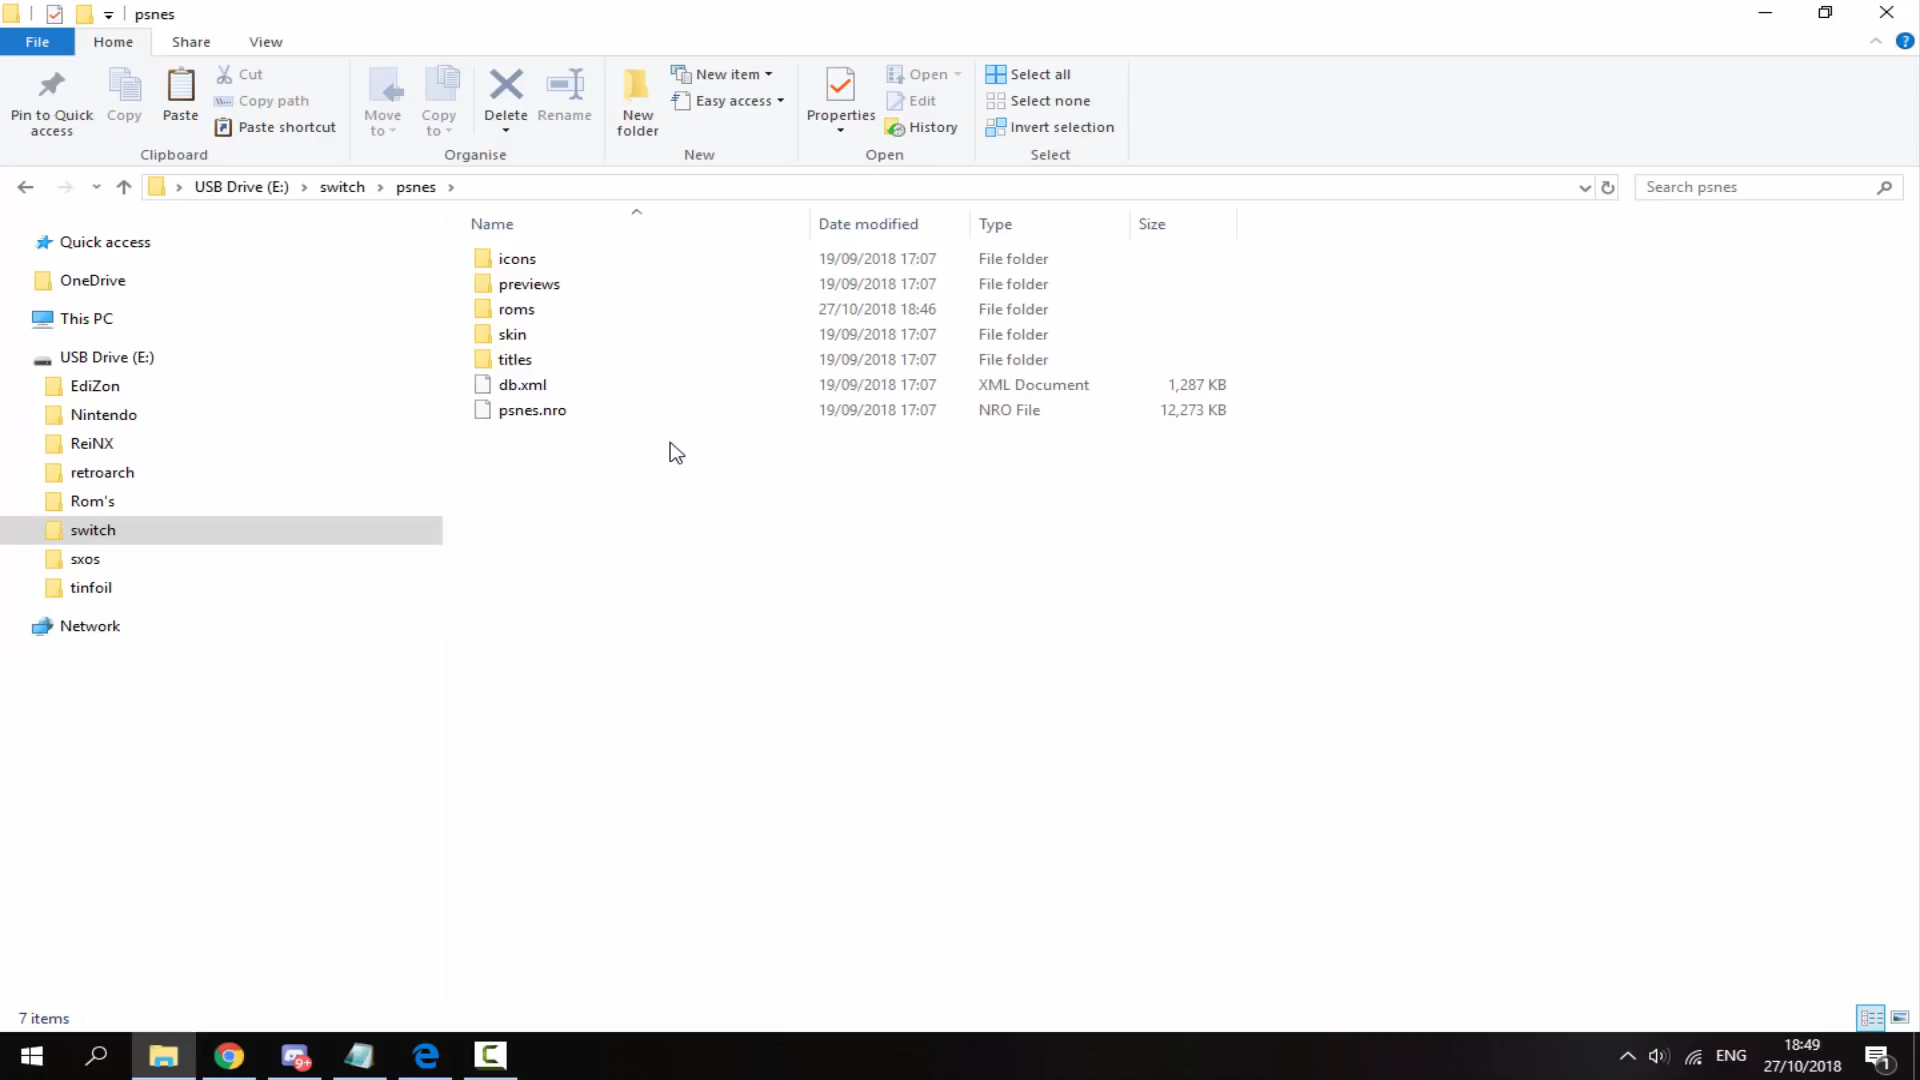 psnes
File
Home
Share
View
?
Pin to Quick access
Copy
Paste
Cut
Copy path
Paste shortcut
Clipboard
Move to
Copy to
Delete
Rename
Organise
New folder
New item
Easy access
New
Properties
Open
Edit
History
Open
Select all
Select none
Invert selection
Select
USB Drive (E:) switch psnes
Search psnes
Name Date modified Type Size
icons 19/09/2018 17:07 File folder
previews 19/09/2018 17:07 File folder
roms 27/10/2018 18:46 File folder
skin 19/09/2018 17:07 File folder
titles 19/09/2018 17:07 File folder
db.xml 19/09/2018 17:07 XML Document 1,287 KB
psnes.nro 19/09/2018 17:07 NRO File 12,273 KB
Quick access
OneDrive
This PC
USB Drive (E:)
EdiZon
Nintendo
ReiNX
retroarch
Rom's
switch
sxos
tinfoil
Network
7 items
9+
ENG
18:49
27/10/2018
1